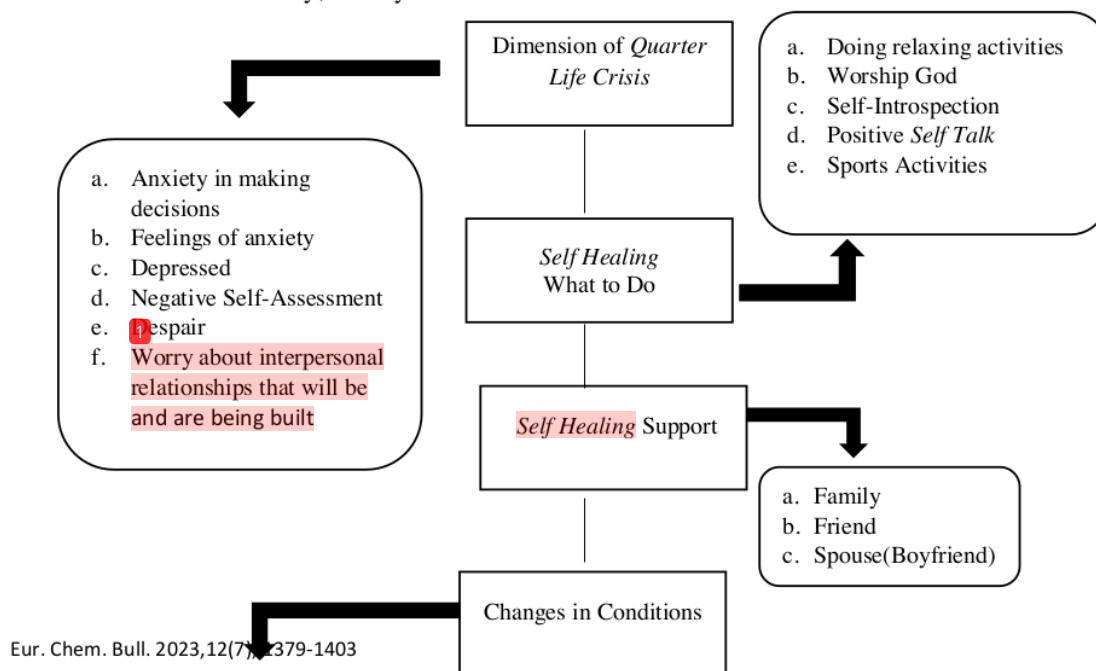 Dimension of Quarter
Life Crisis
a. Doing relaxing activities
b. Worship God
c. Self-Introspection
d. Positive Self Talk
e. Sports Activities
a. Anxiety in making
decisions
b. Feelings of anxiety
c. Depressed
d. Negative Self-Assessment
e. Despair
f. Worry about interpersonal
relationships that will be
and are being built
Self Healing
What to Do
Self Healing Support
a. Family
b. Friend
c. Spouse(Boyfriend)
Changes in Conditions
Eur. Chem. Bull. 2023,12(7), 1379-1403